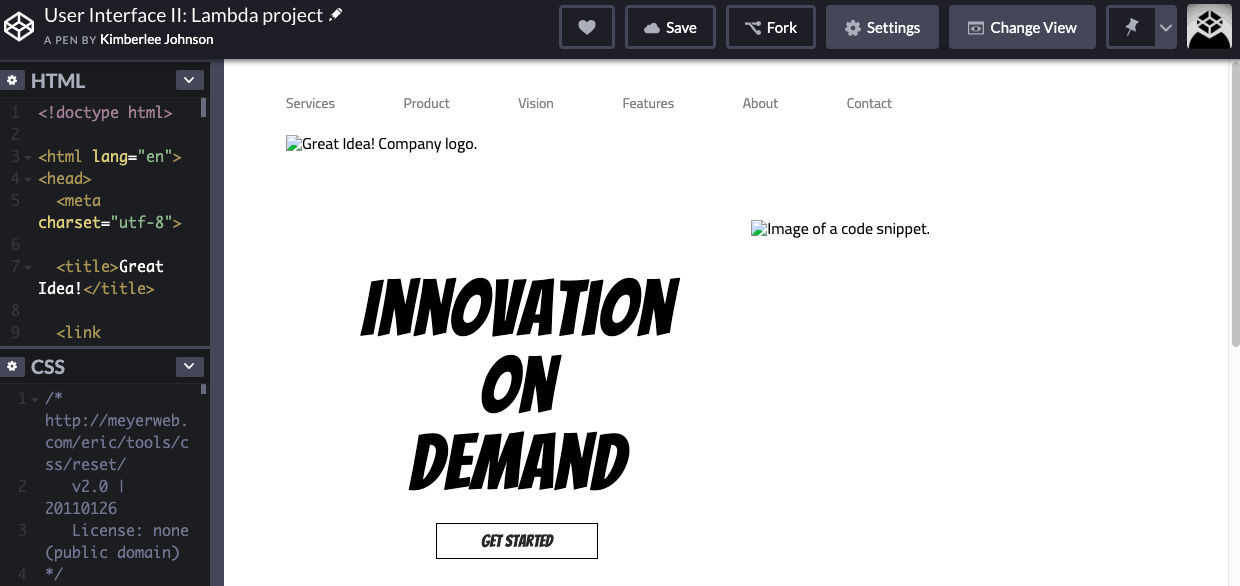 User Interface II: Lambda project
A PEN BY Kimberlee Johnson
Save
Fork
Settings
Change View
HTML
1 <!doctype html>
2
3 <html lang="en">
4 <head>
5 <meta
charset="utf-8">
6
7 <title>Great
Idea!</title>
8
9 <link
CSS
1 /*
http://meyerweb.
com/eric/tools/c
ss/reset/
2 v2.0 |
20110126
3 License: none
(public domain)
4 */
Services Product Vision Features About Contact
Great Idea! Company logo.
Image of a code snippet.
INNOVATION
ON
DEMAND
GET STARTED